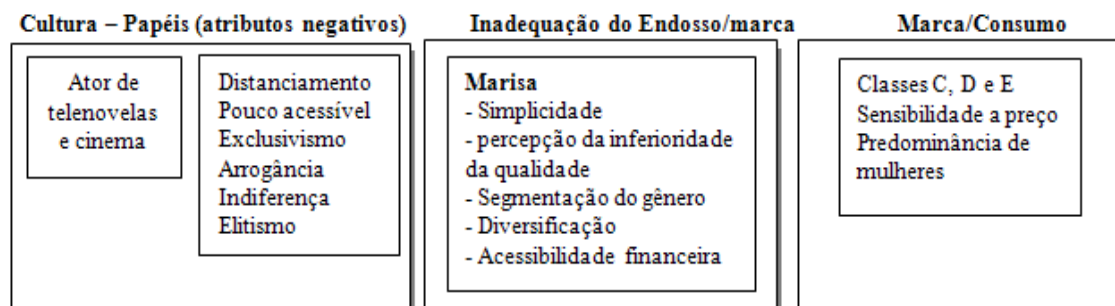 Cultura – Papéis (atributos negativos)
Inadequação do Endosso/marca
Marca/Consumo
Ator de
telenovelas
e cinema
Distanciamento
Pouco acessível
Exclusivismo
Arrogância
Indiferença
Elitismo
Marisa
- Simplicidade
- percepção da inferioridade
da qualidade
- Segmentação do gênero
- Diversificação
- Acessibilidade financeira
Classes C, D e E
Sensibilidade a preço
Predominância de
mulheres